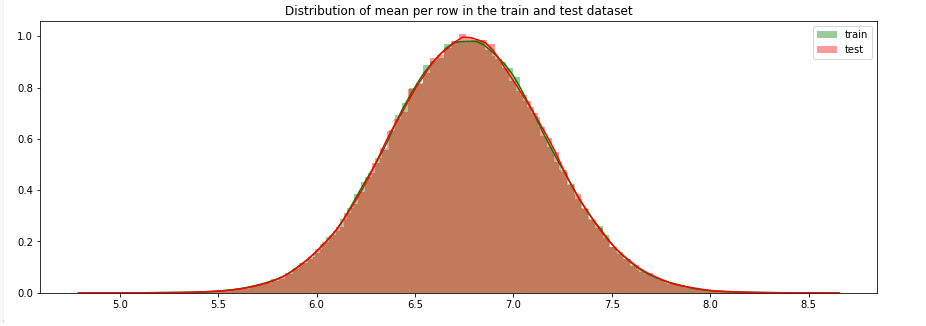 Distribution of mean per row in the train and test dataset
train
test
1.0
0.8
0.6
0.4
0.2
0.0
5.0 5.5 6.0 6.5 7.0 7.5 8.0 8.5